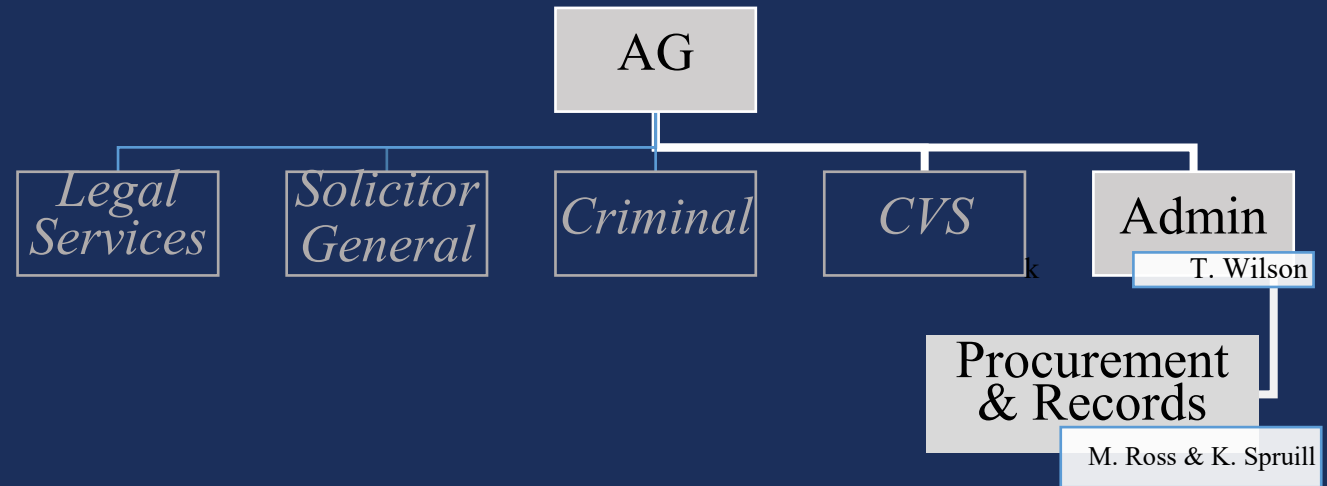 AG
Legal
Services
Solicitor
General
Criminal
CVS
k
Admin
T. Wilson
Procurement
& Records
M. Ross & K. Spruill